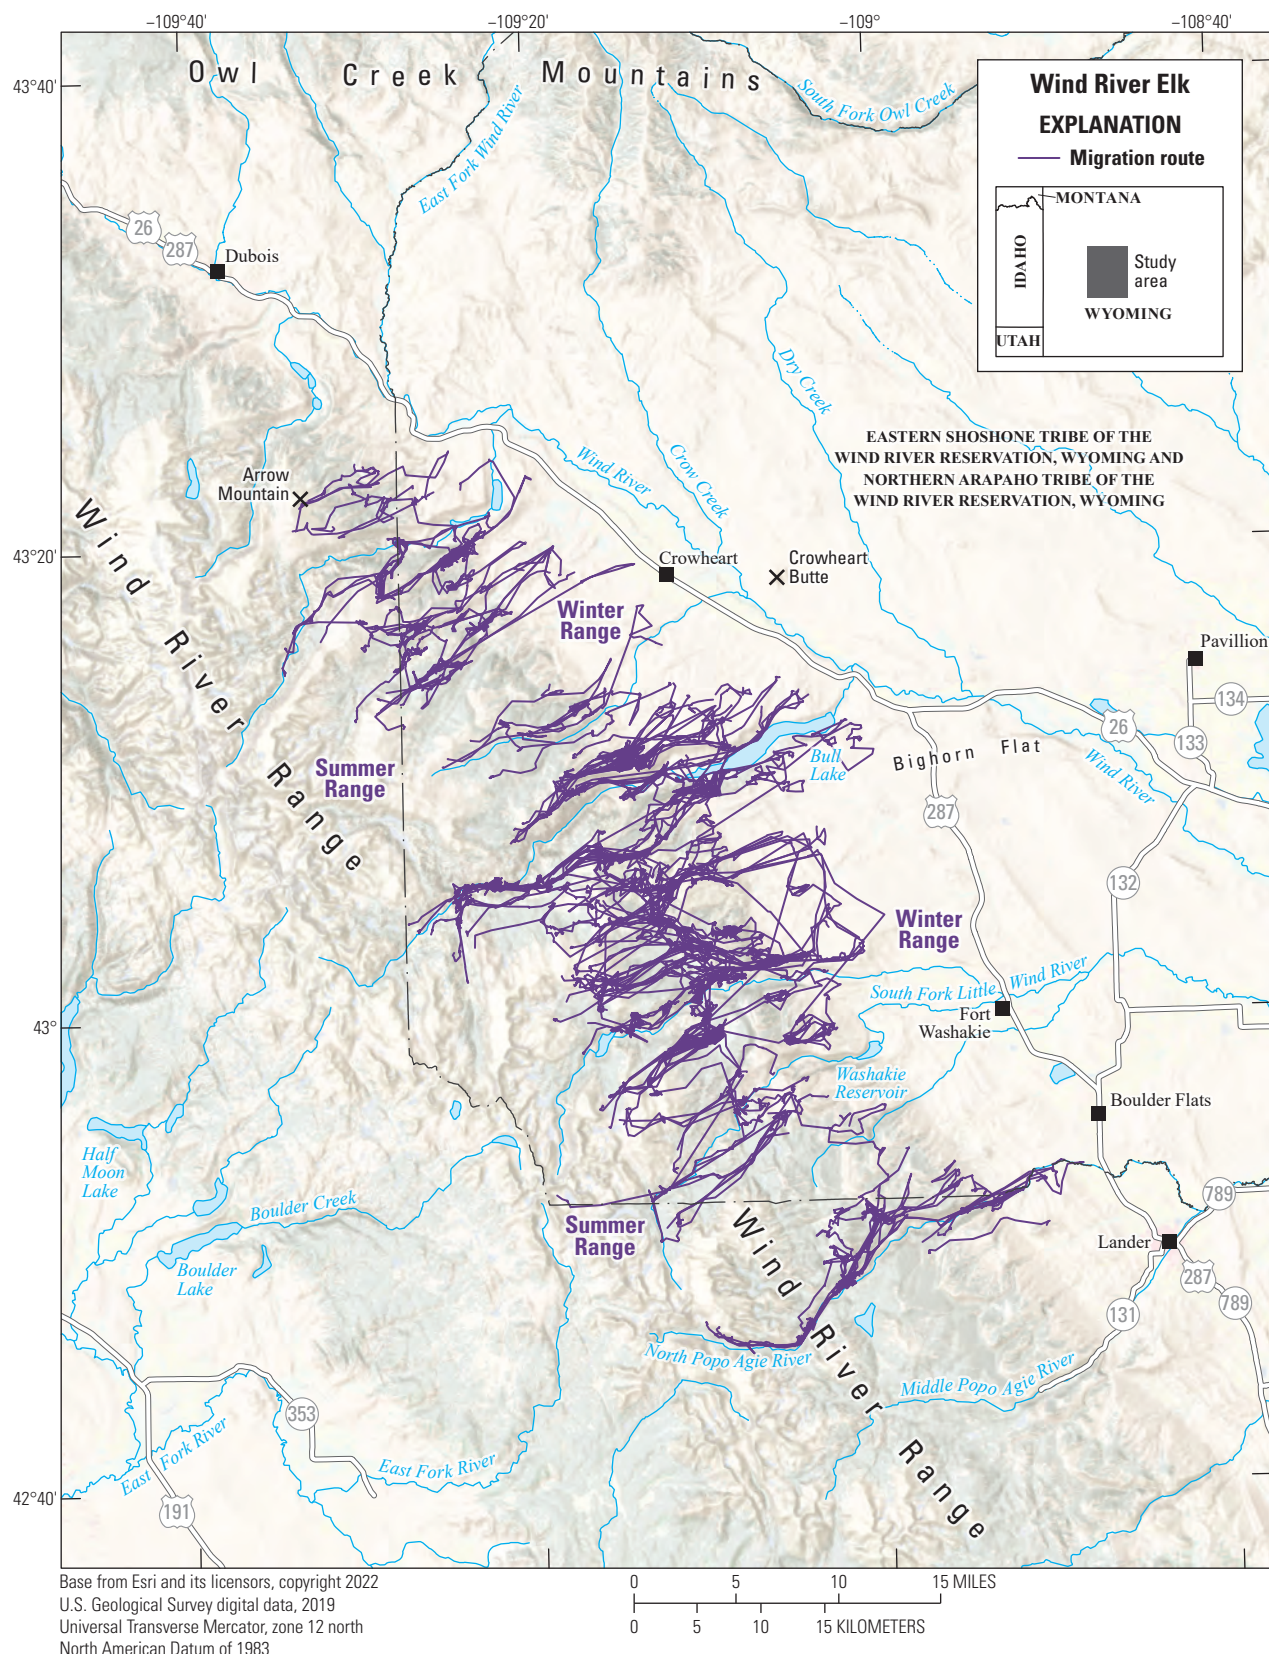 −109°40'
−109°20'
−109°
−108°40'
43°40'
43°20'
43°
42°40'
Owl Creek Mountains
South Fork Owl Creek
East Fork Wind River
Wind River Elk
EXPLANATION
Migration route
MONTANA
IDAHO
Study
area
WYOMING
UTAH
26
287
Dubois
Dry Creek
EASTERN SHOSHONE TRIBE OF THE
WIND RIVER RESERVATION, WYOMING AND
NORTHERN ARAPAHO TRIBE OF THE
WIND RIVER RESERVATION, WYOMING
Wind River
Crow Creek
Arrow
Mountain
Wind River Range
Crowheart
Crowheart
Butte
Winter
Range
Pavillion
134
133
26
Wind River
Bighorn Flat
Bull
Lake
Summer
Range
287
132
Winter
Range
South Fork Little Wind River
Fort
Washakie
Washakie
Reservoir
Boulder Flats
Half
Moon
Lake
Boulder Creek
Boulder
Lake
Summer
Range
789
Lander
287
789
131
Wind River Range
North Popo Agie River
Middle Popo Agie River
353
East Fork River
East Fork River
191
Base from Esri and its licensors, copyright 2022
U.S. Geological Survey digital data, 2019
Universal Transverse Mercator, zone 12 north
North American Datum of 1983
0 5 10 15 MILES
0 5 10 15 KILOMETERS